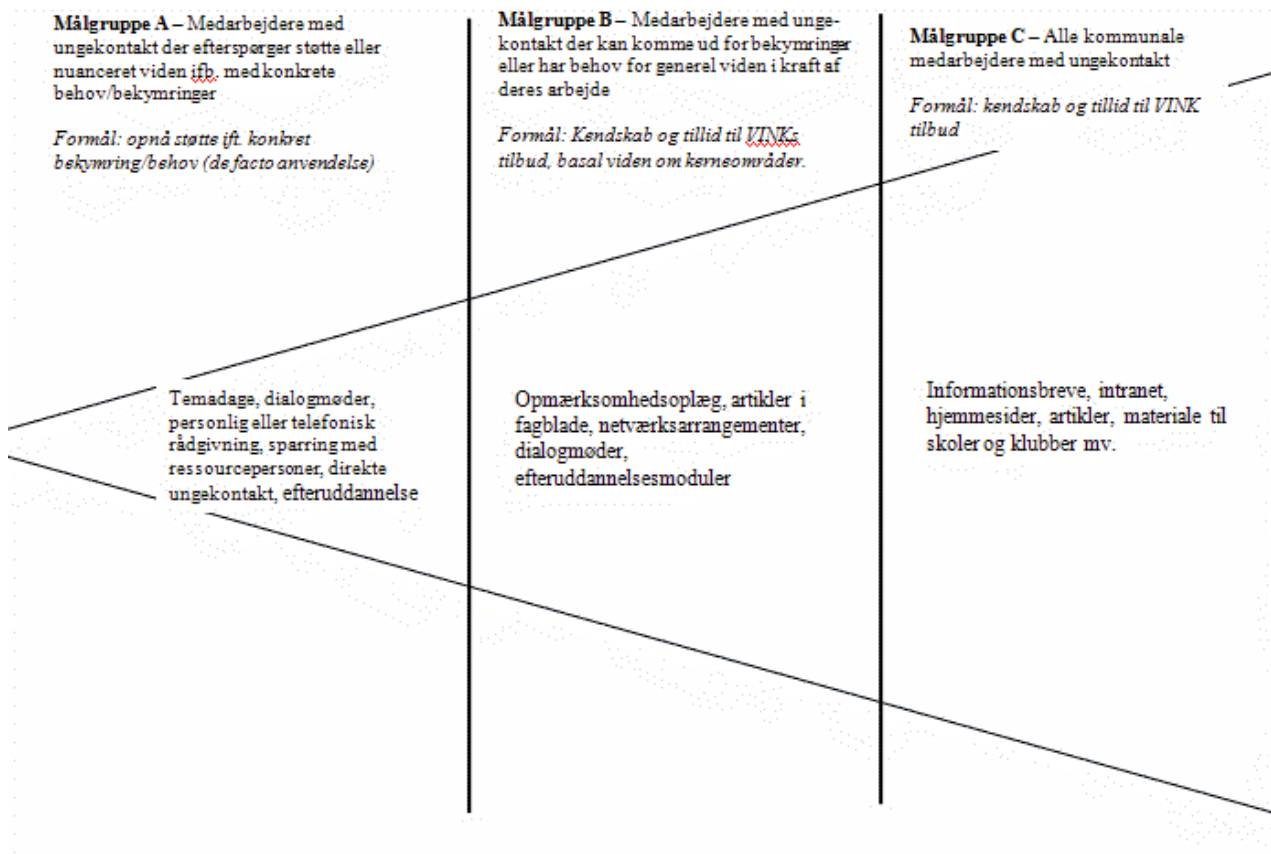 Målgruppe A – Medarbejdere med
ungekontakt der efterspørger støtte eller
nuanceret viden ifb. med konkrete
behov/bekymringer
Formål: opnå støtte ift. konkret
bekymring/behov (de facto anvendelse)
Målgruppe B – Medarbejdere med unge-
kontakt der kan komme ud for bekymringer
eller har behov for generel viden i kraft af
deres arbejde
Formål: Kendskab og tillid til VINKs
tilbud, basal viden om kerneområder.
Målgruppe C – Alle kommunale
medarbejdere med ungekontakt
Formål: kendskab og tillid til VINK
tilbud
Temadage, dialogmøder,
personlig eller telefonisk
rådgivning, sparring med
ressourcepersoner, direkte
ungekontakt, efteruddannelse
Opmærksomhedsoplæg, artikler i
fagblade, netværksarrangementer,
dialogmøder,
efteruddannelsesmoduler
Informationsbreve, intranet,
hjemmesider, artikler, materiale til
skoler og klubber mv.